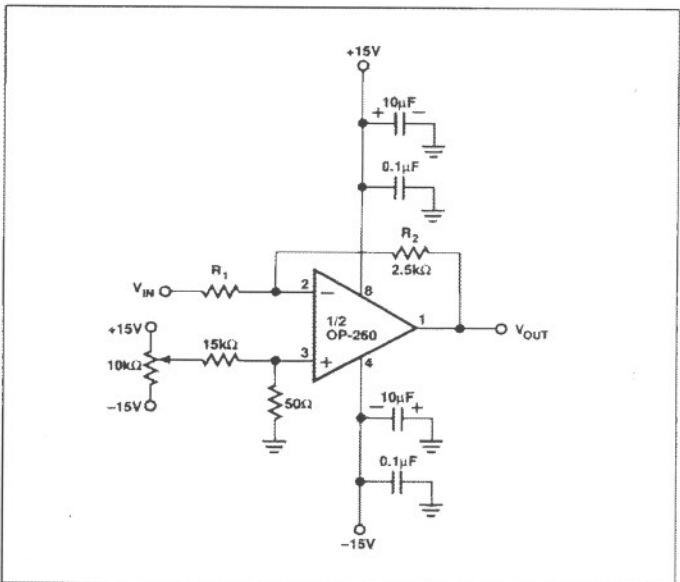 +15V
+ 10µF −
0.1µF
R2
2.5kΩ
R1
VIN
2
−
8
1/2
OP-260
1
VOUT
+15V
15kΩ
3
+
10kΩ
4
50Ω
−15V
− 10µF +
0.1µF
−15V